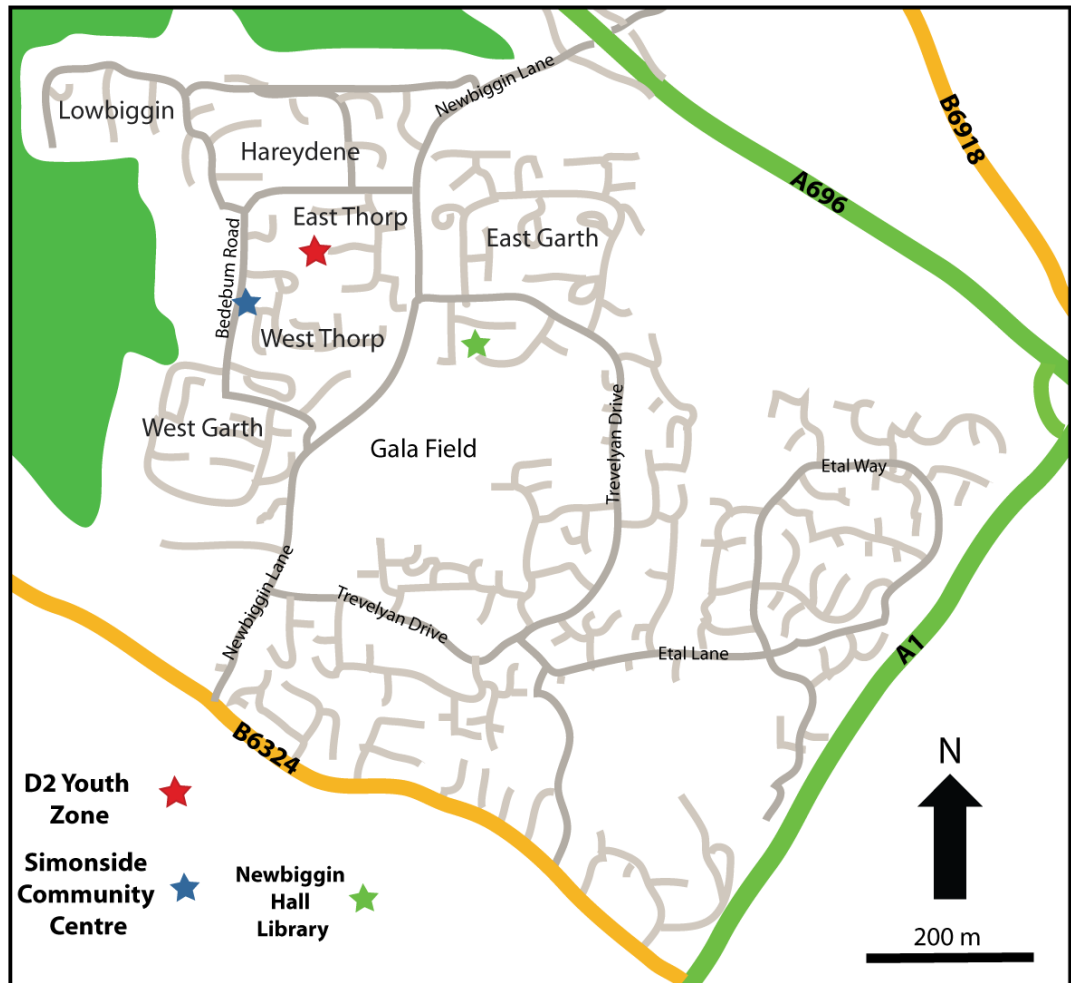 Newbiggin Lane
B6918
Lowbiggin
Hareydene
A696
East Thorp
East Garth
Bedeburn Road
West Thorp
West Garth
Gala Field
Trevelyan Drive
Etal Way
Newbiggin Lane
Trevelyan Drive
Etal Lane
A1
B6324
N
D2 Youth
Zone
Simonside
Community
Centre
Newbiggin
Hall
Library
200 m